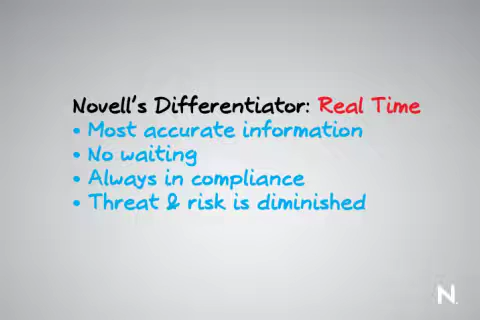 Novell's Differentiator: Real Time
• Most accurate information
• No waiting
• Always in compliance
• Threat & risk is diminished
N.